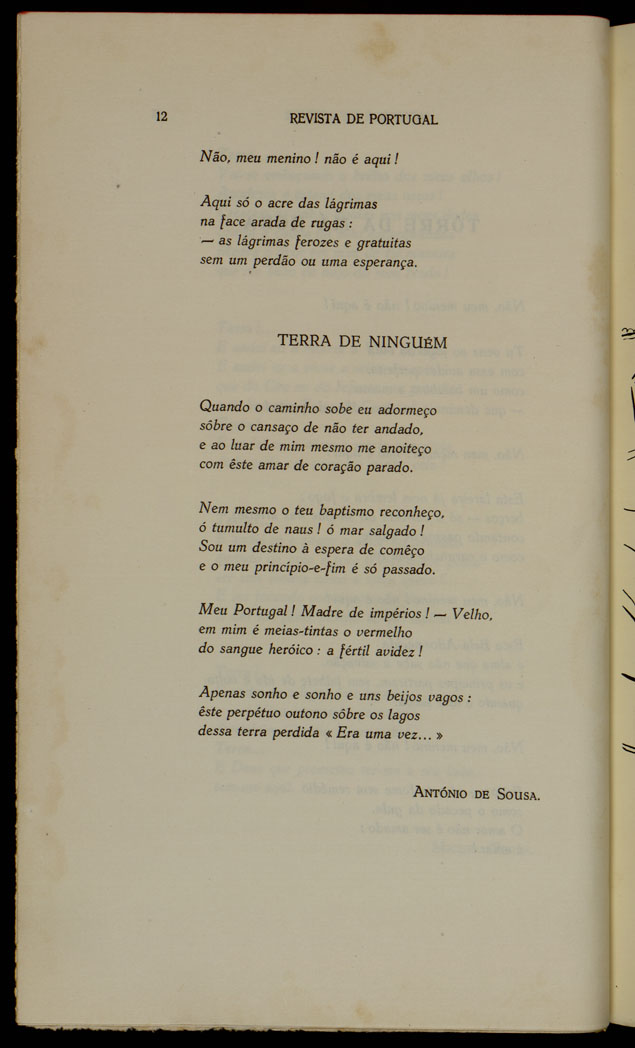 12
REVISTA DE PORTUGAL
Não, meu menino ! não é aqui !
Aqui só o acre das lágrimas
na face arada de rugas :
— as lágrimas ferozes e gratuitas
sem um perdão ou uma esperança.
TERRA DE NINGUÉM
Quando o caminho sobe eu adormeço
sôbre o cansaço de não ter andado,
e ao luar de mim mesmo me anoiteço
com êste amar de coração parado.
Nem mesmo o teu baptismo reconheço,
ó tumulto de naus ! ó mar salgado !
Sou um destino à espera de comêço
e o meu princípio-e-fim é só passado.
Meu Portugal ! Madre de impérios ! — Velho,
em mim é meias-tintas o vermelho
do sangue heróico : a fértil avidez !
Apenas sonho e sonho e uns beijos vagos :
êste perpétuo outono sôbre os lagos
dessa terra perdida « Era uma vez... »
ANTÓNIO DE SOUSA.